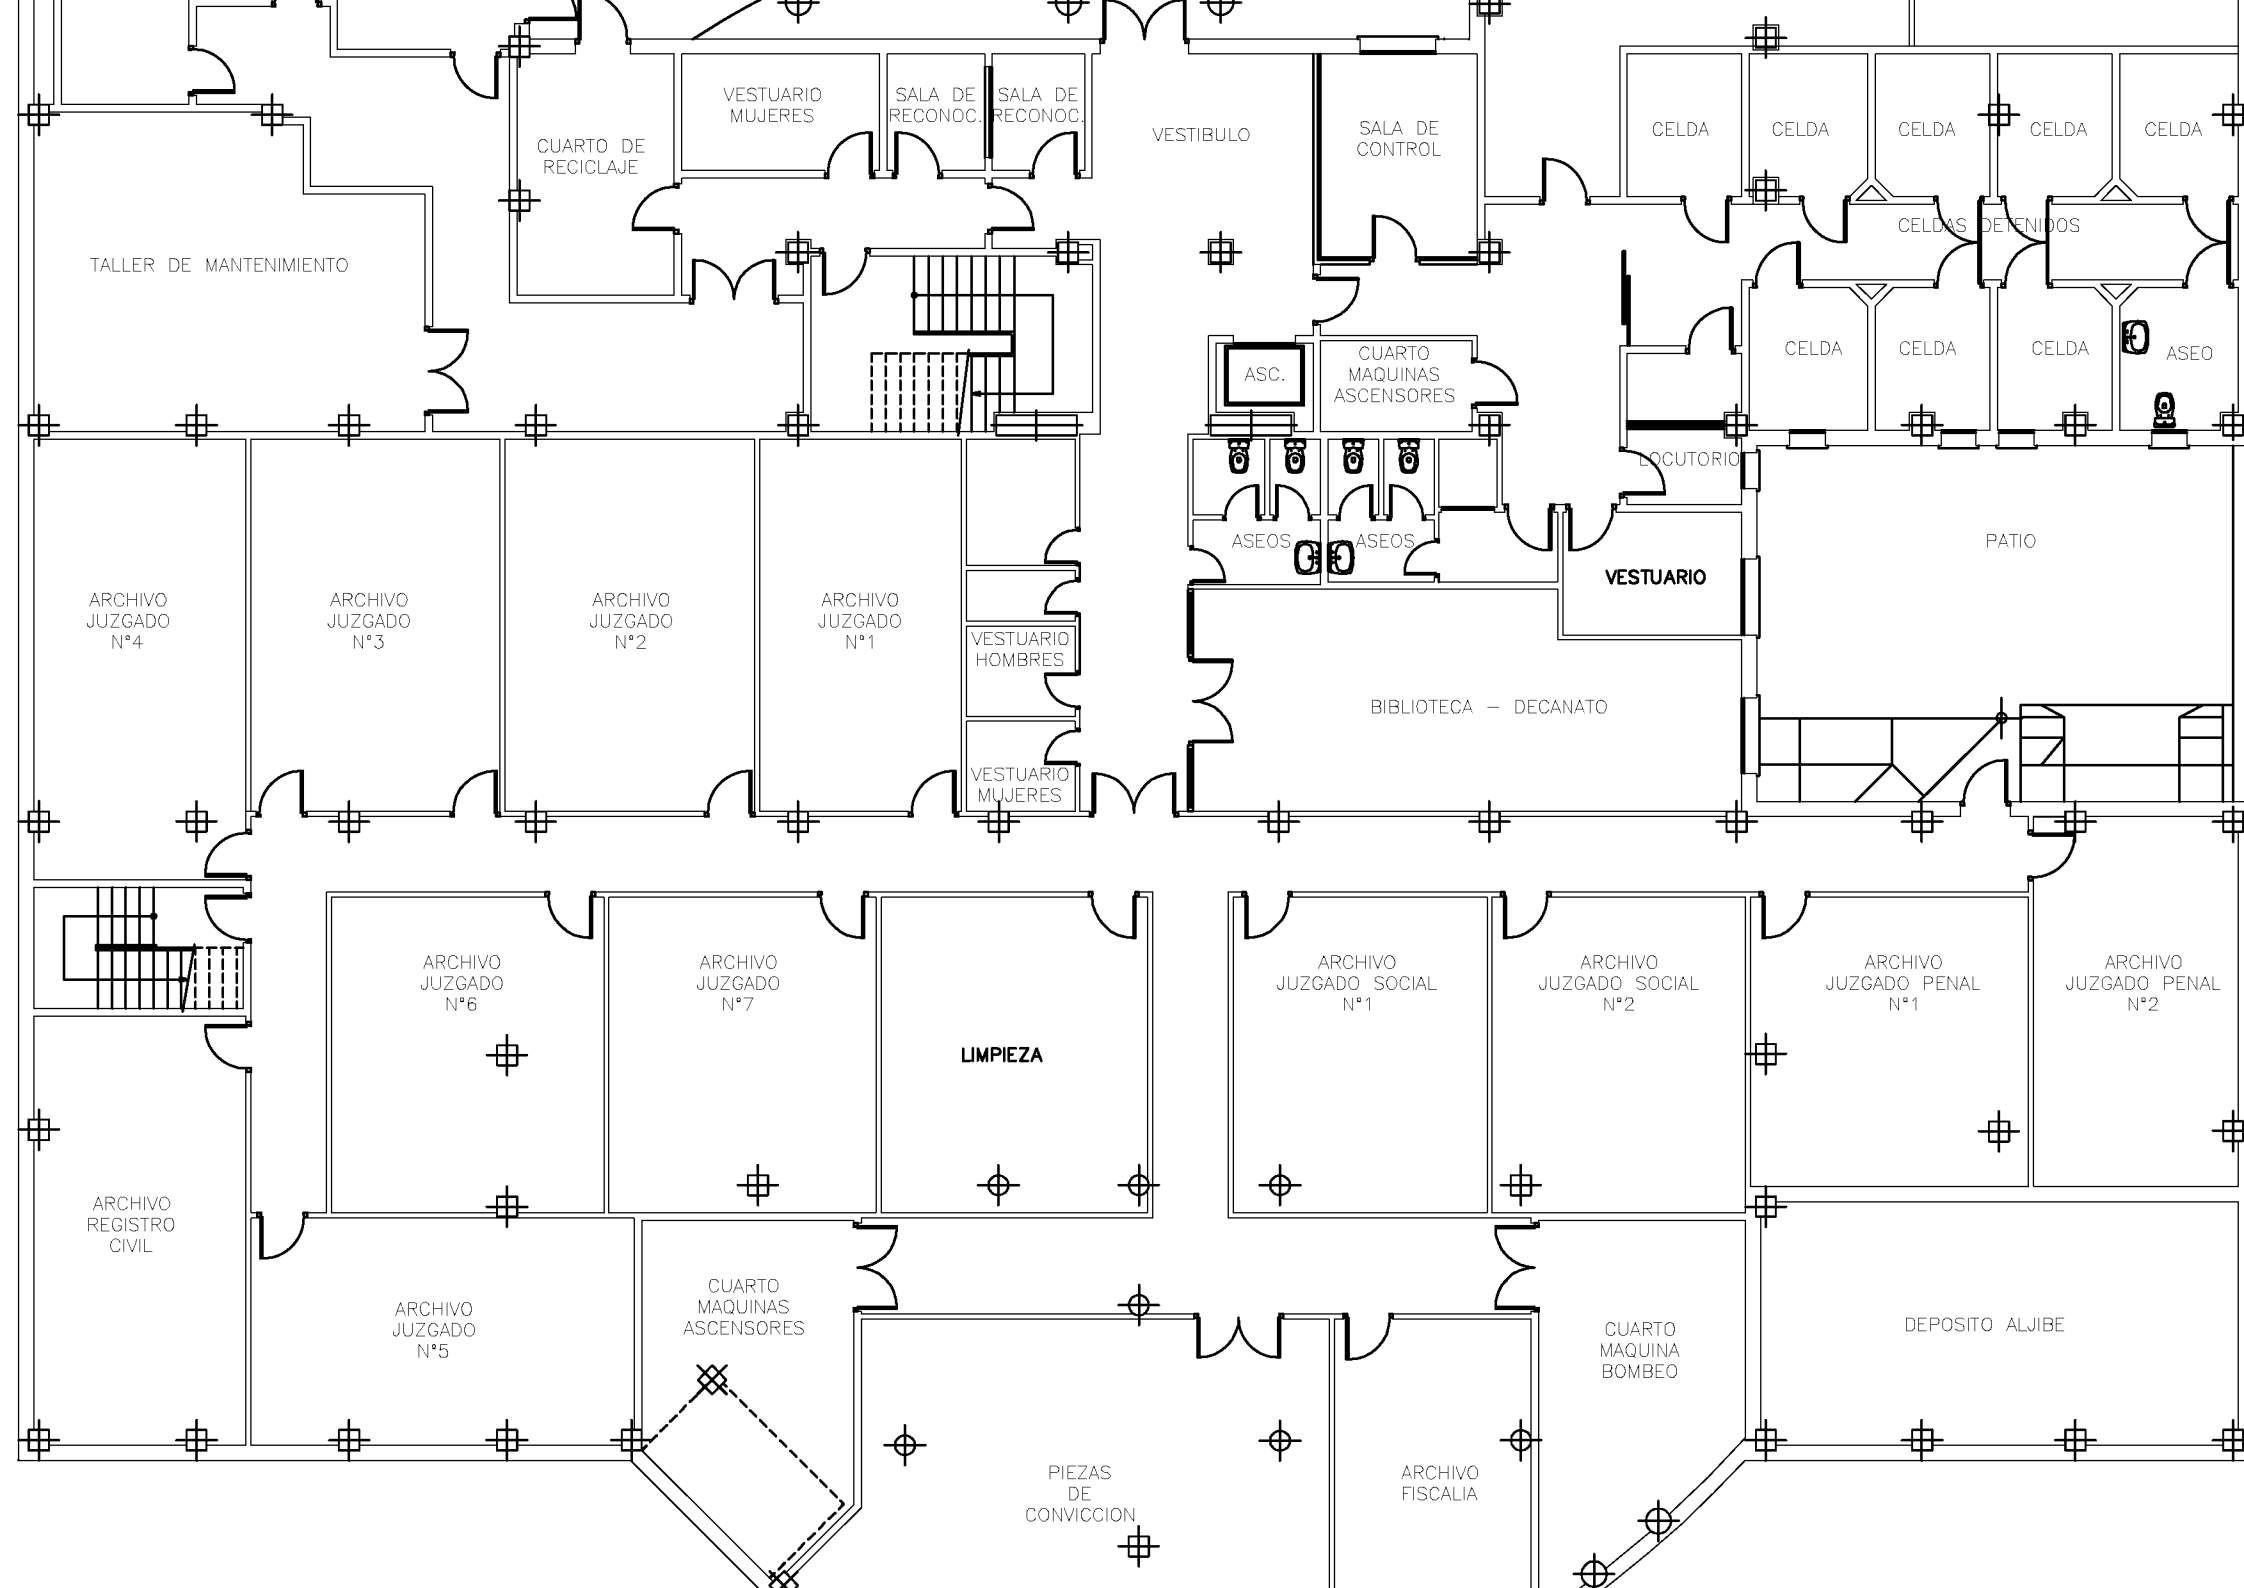 VESTUARIO
MUJERES
SALA DE
RECONOC.
SALA DE
RECONOC.
CUARTO DE
RECICLAJE
VESTIBULO
SALA DE
CONTROL
CELDA
CELDA
CELDA
CELDA
CELDA
CELDAS DETENIDOS
TALLER DE MANTENIMIENTO
ASC.
CUARTO
MAQUINAS
ASCENSORES
CELDA
CELDA
CELDA
ASEO
LOCUTORIO
ASEOS
ASEOS
PATIO
VESTUARIO
ARCHIVO
JUZGADO
N°4
ARCHIVO
JUZGADO
N°3
ARCHIVO
JUZGADO
N°2
ARCHIVO
JUZGADO
N°1
VESTUARIO
HOMBRES
BIBLIOTECA – DECANATO
VESTUARIO
MUJERES
ARCHIVO
JUZGADO
N°6
ARCHIVO
JUZGADO
N°7
LIMPIEZA
ARCHIVO
JUZGADO SOCIAL
N°1
ARCHIVO
JUZGADO SOCIAL
N°2
ARCHIVO
JUZGADO PENAL
N°1
ARCHIVO
JUZGADO PENAL
N°2
ARCHIVO
REGISTRO
CIVIL
ARCHIVO
JUZGADO
N°5
CUARTO
MAQUINAS
ASCENSORES
CUARTO
MAQUINA
BOMBEO
DEPOSITO ALJIBE
PIEZAS
DE
CONVICCION
ARCHIVO
FISCALIA